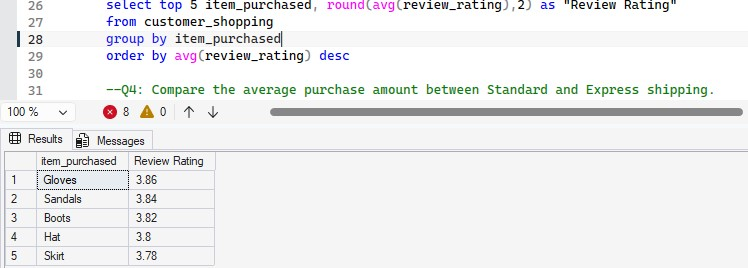 26 select top 5 item_purchased, round(avg(review_rating),2) as "Review Rating"
27 from customer_shopping
28 group by item_purchased
29 order by avg(review_rating) desc
30
31 --Q4: Compare the average purchase amount between Standard and Express shipping.
100 % 8 0
Results Messages
item_purchased Review Rating
1 Gloves 3.86
2 Sandals 3.84
3 Boots 3.82
4 Hat 3.8
5 Skirt 3.78